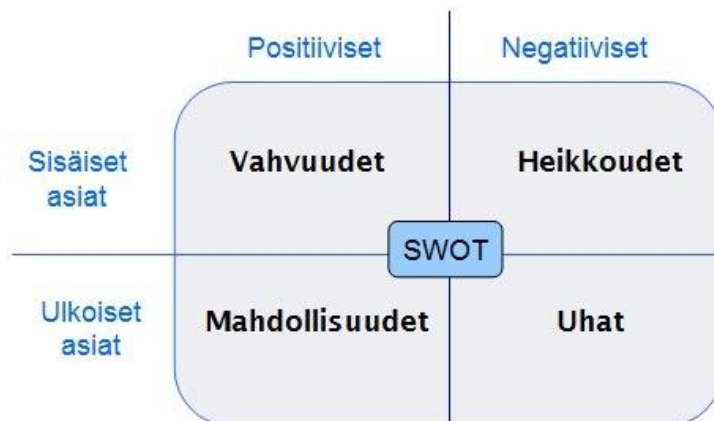 Positiiviset
Negatiiviset
Sisäiset
asiat
Vahvuudet
Heikkoudet
SWOT
Ulkoiset
asiat
Mahdollisuudet
Uhat